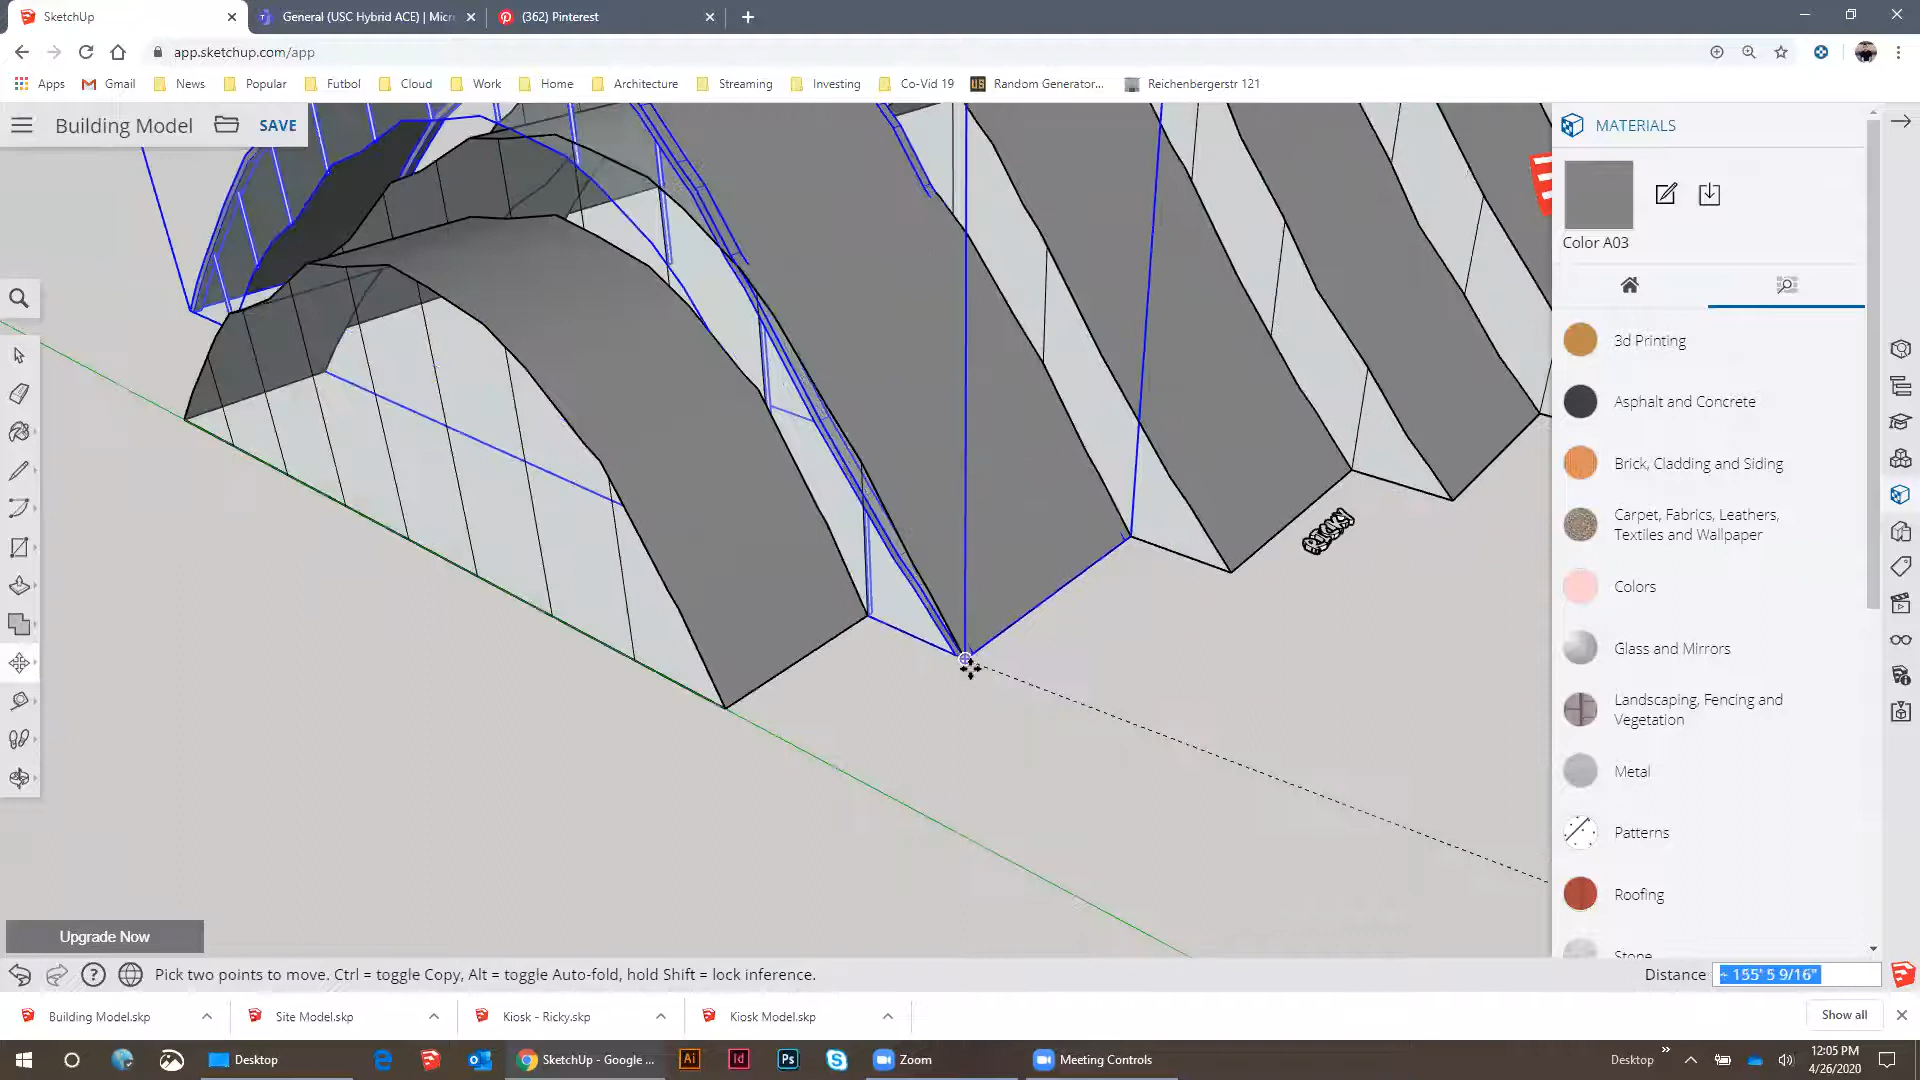 SketchUp
General (USC Hybrid ACE) | Micr
(362) Pinterest
app.sketchup.com/app
Apps
Gmail
News
Popular
Futbol
Cloud
Work
Home
Architecture
Streaming
Investing
Co-Vid 19
Random Generator...
Reichenbergerstr 121
Building Model
SAVE
MATERIALS
Color A03
3d Printing
Asphalt and Concrete
Brick, Cladding and Siding
Carpet, Fabrics, Leathers,
Textiles and Wallpaper
Colors
Glass and Mirrors
Landscaping, Fencing and
Vegetation
Metal
Patterns
Roofing
Stone
RICKY
Upgrade Now
Pick two points to move. Ctrl = toggle Copy, Alt = toggle Auto-fold, hold Shift = lock inference.
Distance
~ 155' 5 9/16"
Building Model.skp
Site Model.skp
Kiosk - Ricky.skp
Kiosk Model.skp
Show all
Desktop
SketchUp - Google ...
Ai
Id
Ps
Zoom
Meeting Controls
Desktop
12:05 PM
4/26/2020